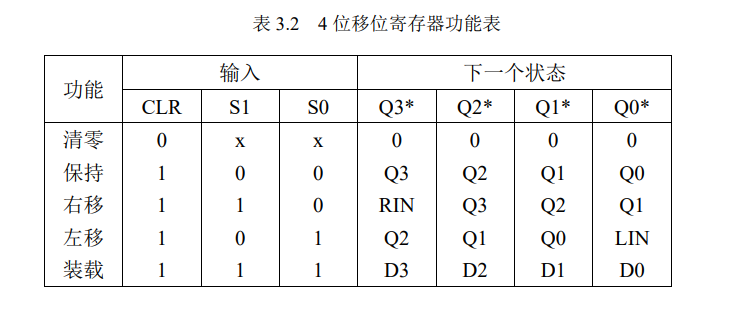 表 3.2 4 位移位寄存器功能表
功能 输入 下一个状态
CLR S1 S0 Q3* Q2* Q1* Q0*
清零 0 x x 0 0 0 0
保持 1 0 0 Q3 Q2 Q1 Q0
右移 1 1 0 RIN Q3 Q2 Q1
左移 1 0 1 Q2 Q1 Q0 LIN
装载 1 1 1 D3 D2 D1 D0